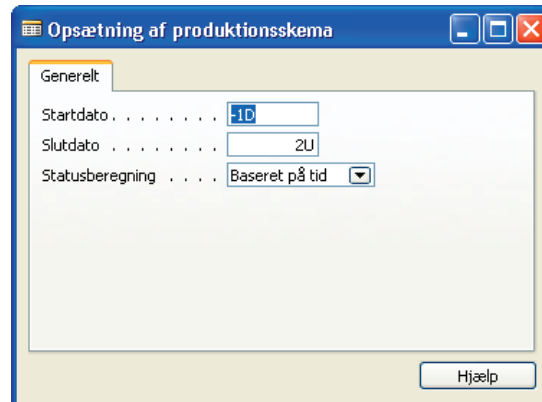 Opsætning af produktionsskema
Generelt
Startdato . . . . . . . . -1D
Slutdato . . . . . . . . 2U
Statusberegning . . . . Baseret på tid
Hjælp